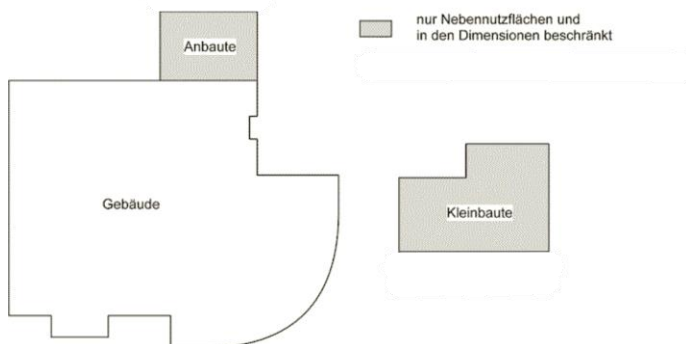 nur Nebennutzflächen und
in den Dimensionen beschränkt
Anbaute
Gebäude
Kleinbaute